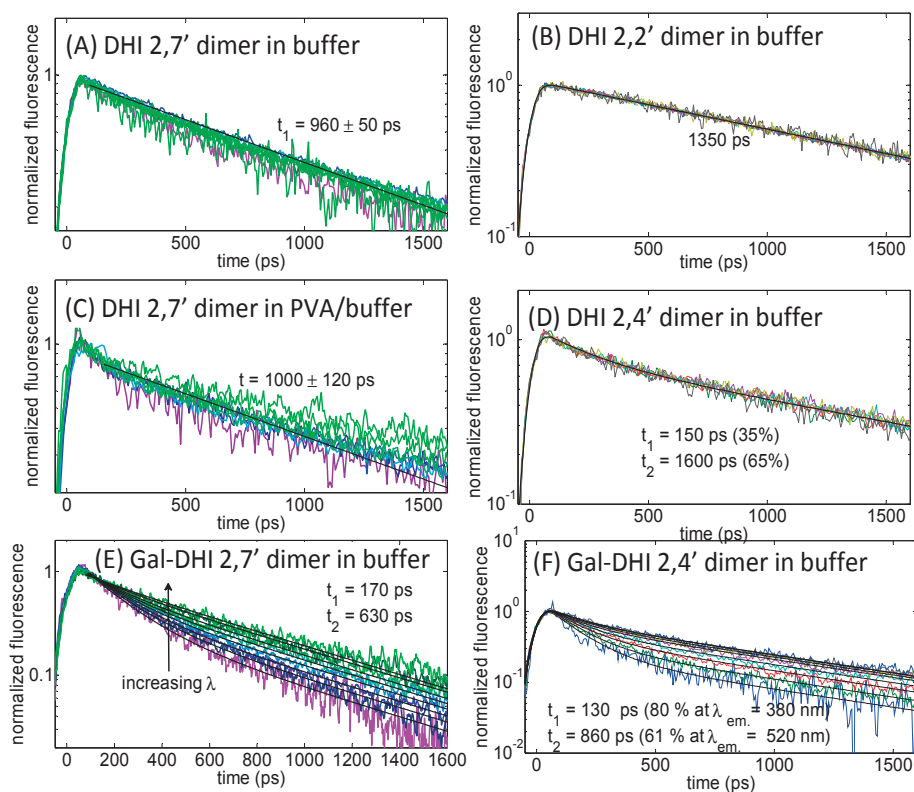 (A) DHI 2,7' dimer in buffer
normalized fluorescence
1
t1 = 960 ± 50 ps
0 500 1000 1500
time (ps)
(B) DHI 2,2' dimer in buffer
normalized fluorescence
10^0
10^-1
1350 ps
0 500 1000 1500
time (ps)
(C) DHI 2,7' dimer in PVA/buffer
normalized fluorescence
1
t = 1000 ± 120 ps
0 500 1000 1500
time (ps)
(D) DHI 2,4' dimer in buffer
normalized fluorescence
10^0
10^-1
t1 = 150 ps (35%)
t2 = 1600 ps (65%)
0 500 1000 1500
time (ps)
(E) Gal-DHI 2,7' dimer in buffer
normalized fluorescence
1
0.1
t1 = 170 ps
t2 = 630 ps
increasing λ
0 200 400 600 800 1000 1200 1400 1600
time (ps)
(F) Gal-DHI 2,4' dimer in buffer
normalized fluorescence
10^1
10^0
10^-1
10^-2
t1 = 130 ps (80 % at λem. = 380 nm)
t2 = 860 ps (61 % at λem. = 520 nm)
0 500 1000 1500
time (ps)